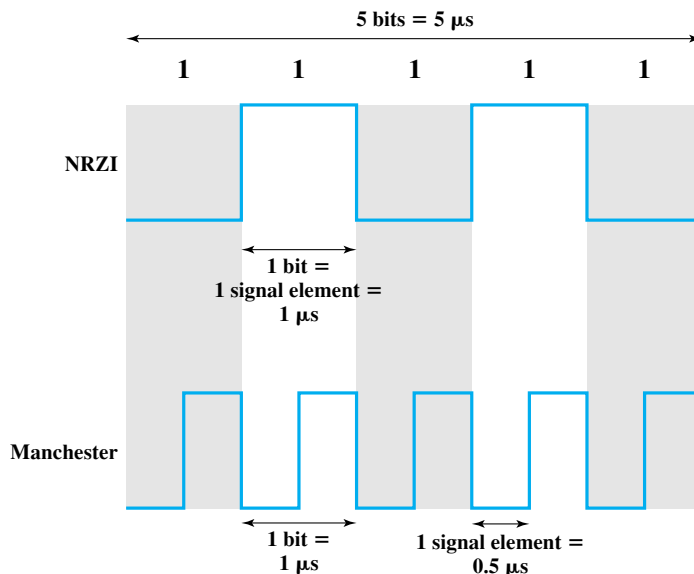 5 bits = 5 μs
1 1 1 1 1
NRZI
1 bit =
1 signal element =
1 μs
Manchester
1 bit =
1 μs
1 signal element =
0.5 μs